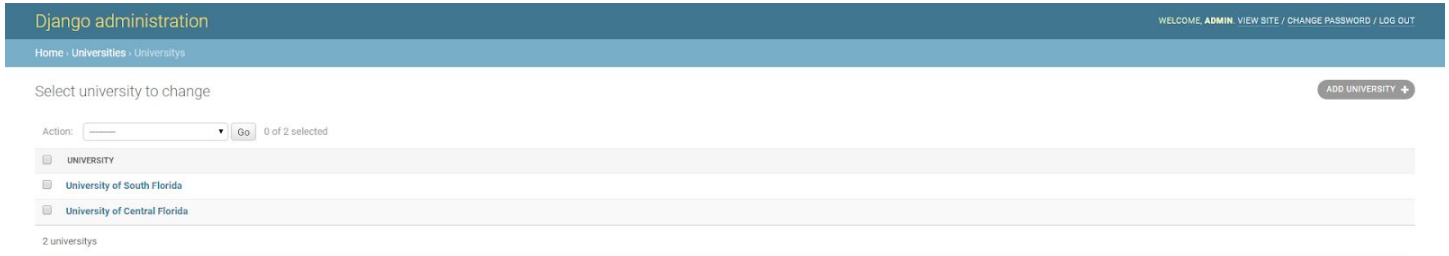 Django administration
WELCOME, ADMIN. VIEW SITE / CHANGE PASSWORD / LOG OUT
Home › Universities › Universitys
Select university to change
ADD UNIVERSITY +
Action: --------- Go 0 of 2 selected
UNIVERSITY
University of South Florida
University of Central Florida
2 universitys